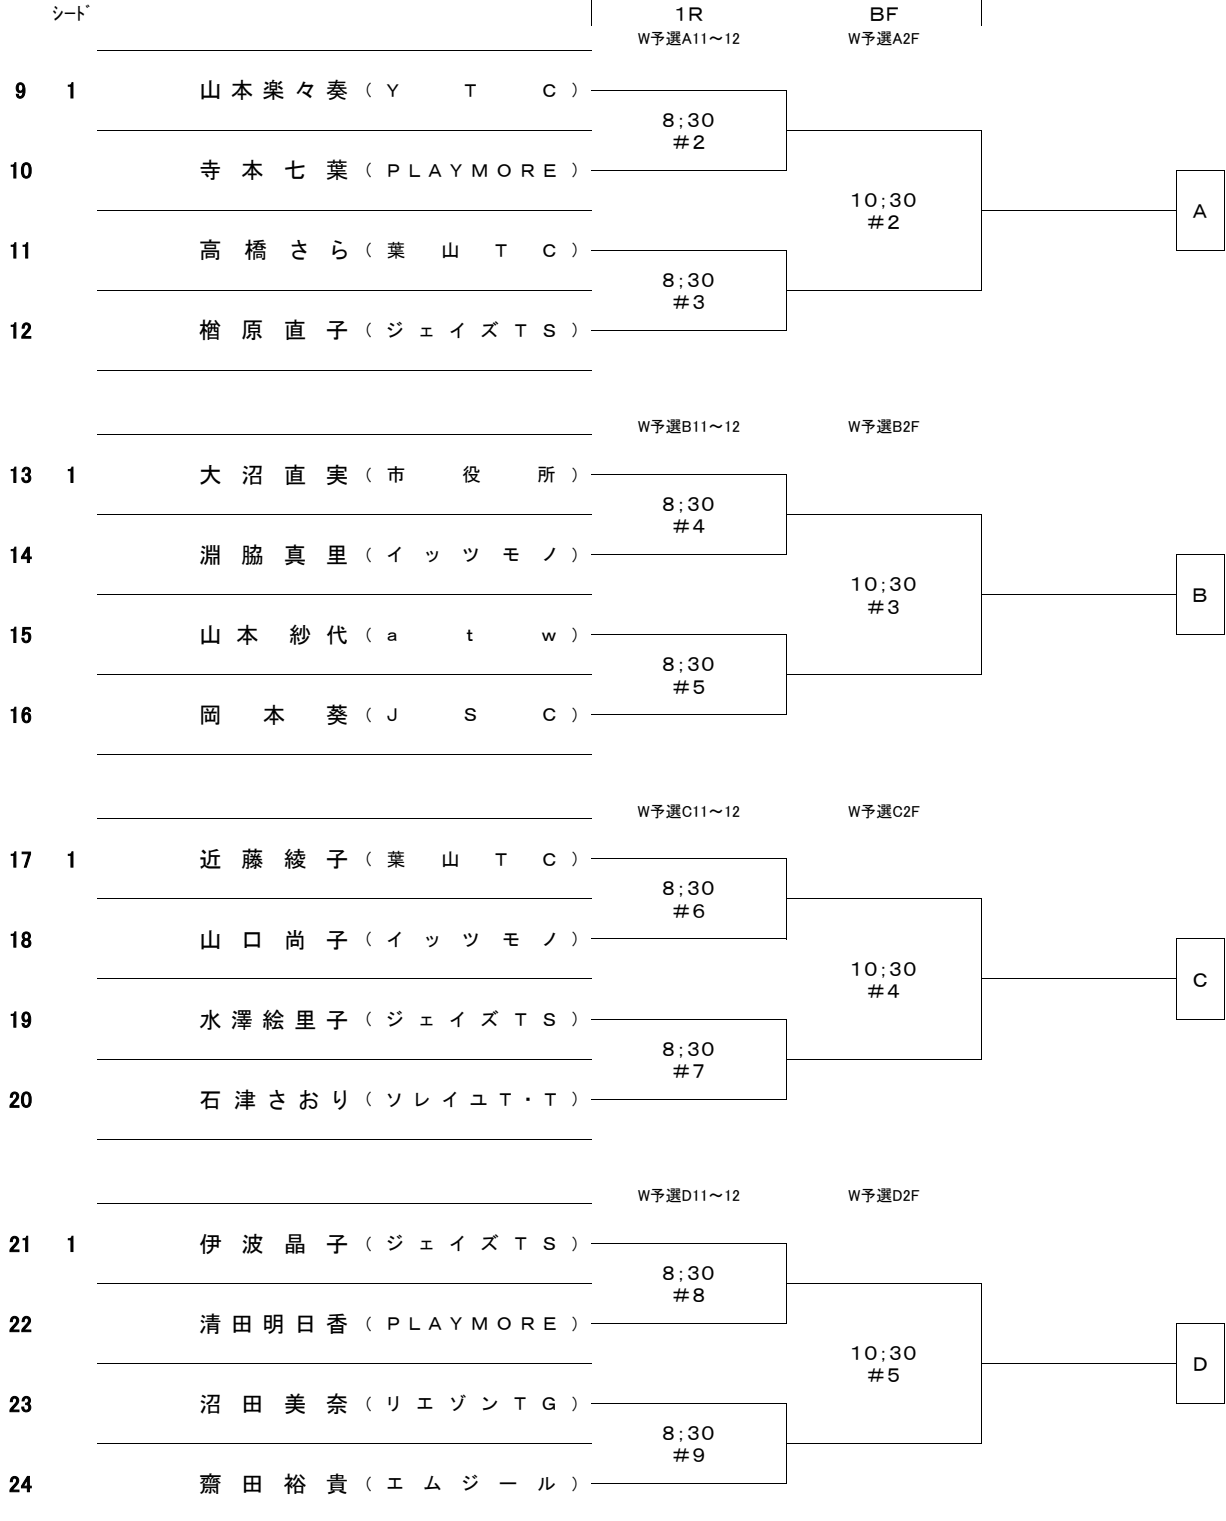 シード 1R BF
W予選A11～12 W予選A2F
9 1 山本楽々奏（YTC）
8;30
#2
10 寺本七葉（PLAYMORE）
10;30
#2
A
11 高橋さら（葉山TC）
8;30
#3
12 楢原直子（ジェイズTS）
W予選B11～12 W予選B2F
13 1 大沼直実（市役所）
8;30
#4
14 淵脇真里（イッツモノ）
10;30
#3
B
15 山本 紗代（atw）
8;30
#5
16 岡本葵（JSC）
W予選C11～12 W予選C2F
17 1 近藤綾子（葉山TC）
8;30
#6
18 山口尚子（イッツモノ）
10;30
#4
C
19 水澤絵里子（ジェイズTS）
8;30
#7
20 石津さおり（ソレイユT・T）
W予選D11～12 W予選D2F
21 1 伊波晶子（ジェイズTS）
8;30
#8
22 清田明日香（PLAYMORE）
10;30
#5
D
23 沼田美奈（リエゾンTG）
8;30
#9
24 齋田裕貴（エムジール）